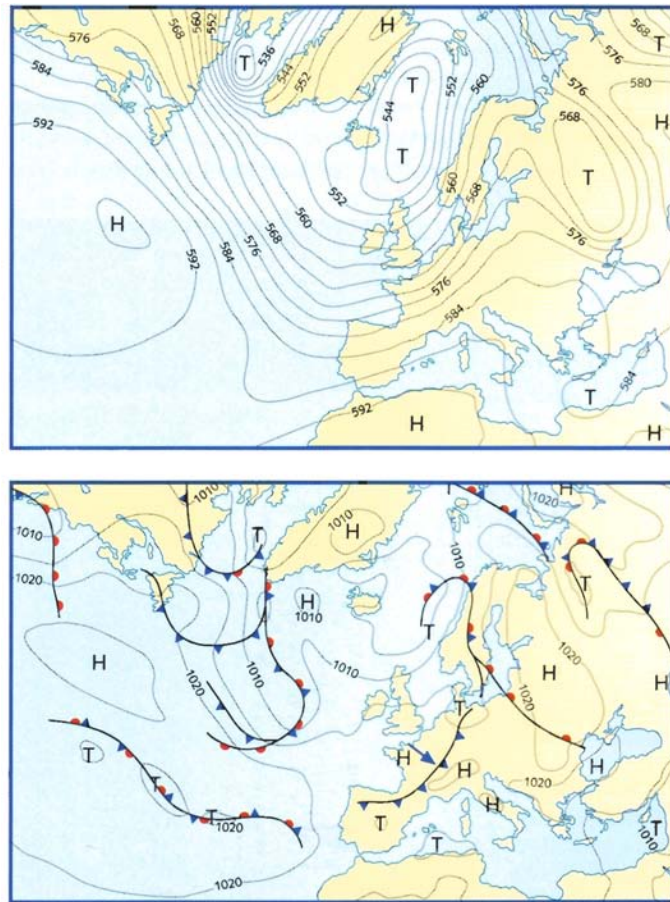 H
576 568 560 552 T 536 544 552 T 552 560 568 T
584 576 580
592 544 H
568
H T T
592 552 560 568
560
568
576 576
584
576
584
592
H T 584
H
1010 1010 T 1020 H
1010 T 1010
1020 H 1010 T T
H 1010
1020 1010 1020 H H
T
T H H H
T 1020
T 1020 H T
T T 1010
1020 1020